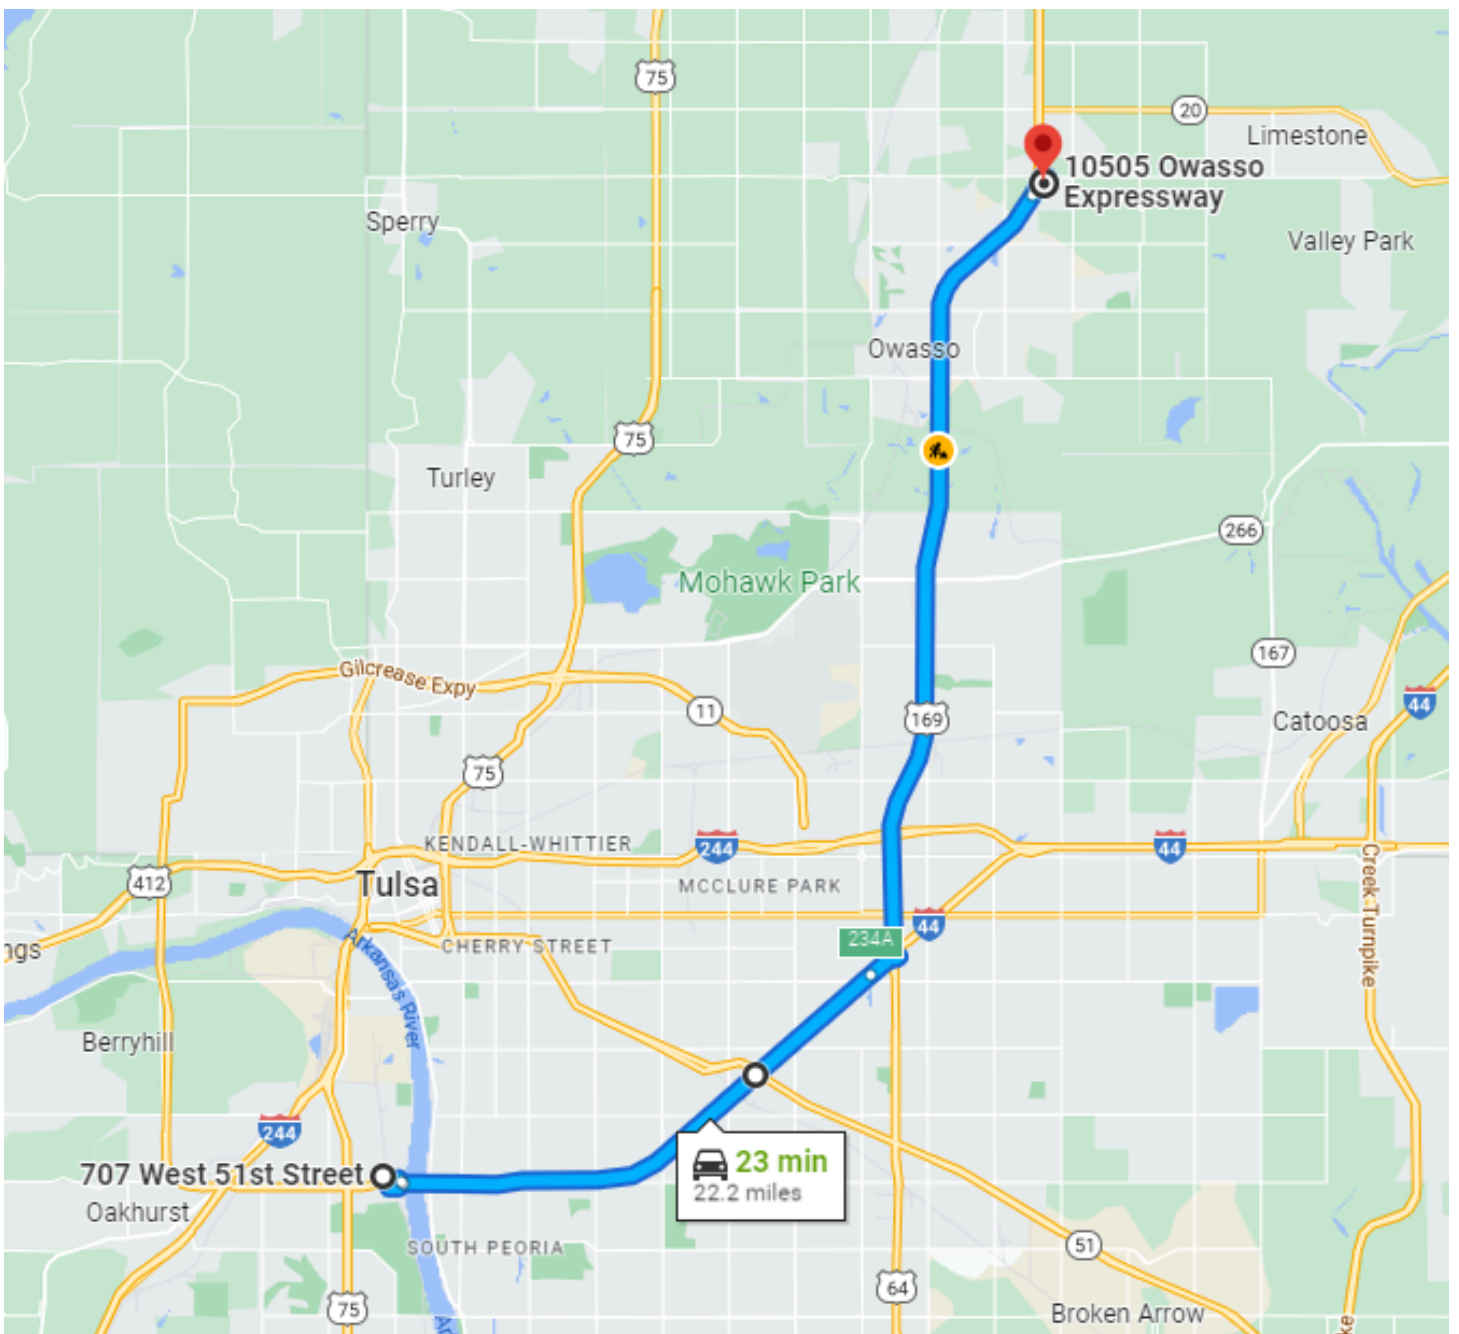 75
20
Limestone
10505 Owasso
Expressway
Sperry
Valley Park
Owasso
75
Turley
266
Mohawk Park
167
Gilcrease Expy
11
44
169
Catoosa
75
KENDALL-WHITTIER
244
44
412
Tulsa
MCCLURE PARK
Creek Turnpike
44
234A
ngs
CHERRY STREET
Arkansas River
Berryhill
244
707 West 51st Street
23 min
22.2 miles
Oakhurst
SOUTH PEORIA
51
64
75
Broken Arrow
Ar
ke